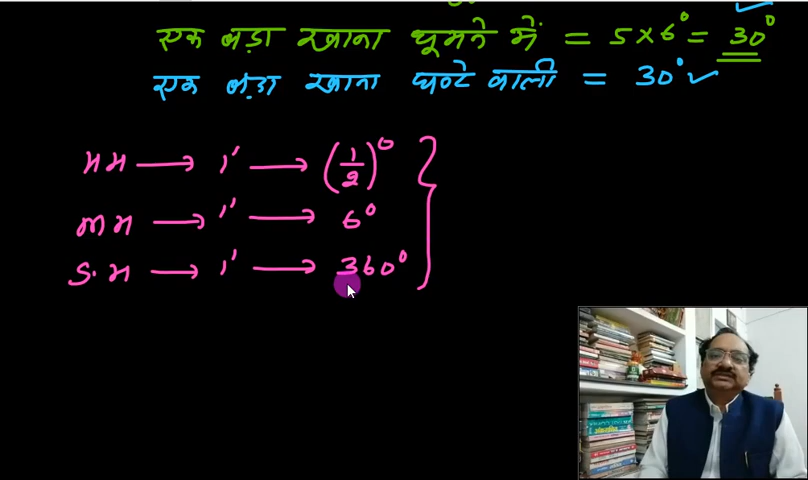 एक बड़ा खाना घूमने में = 5 × 6° = 30°
एक बड़ा खाना घण्टे वाली = 30° ✓
HH → 1' → (1/2)°
MH → 1' → 6°
S.H → 1' → 360°